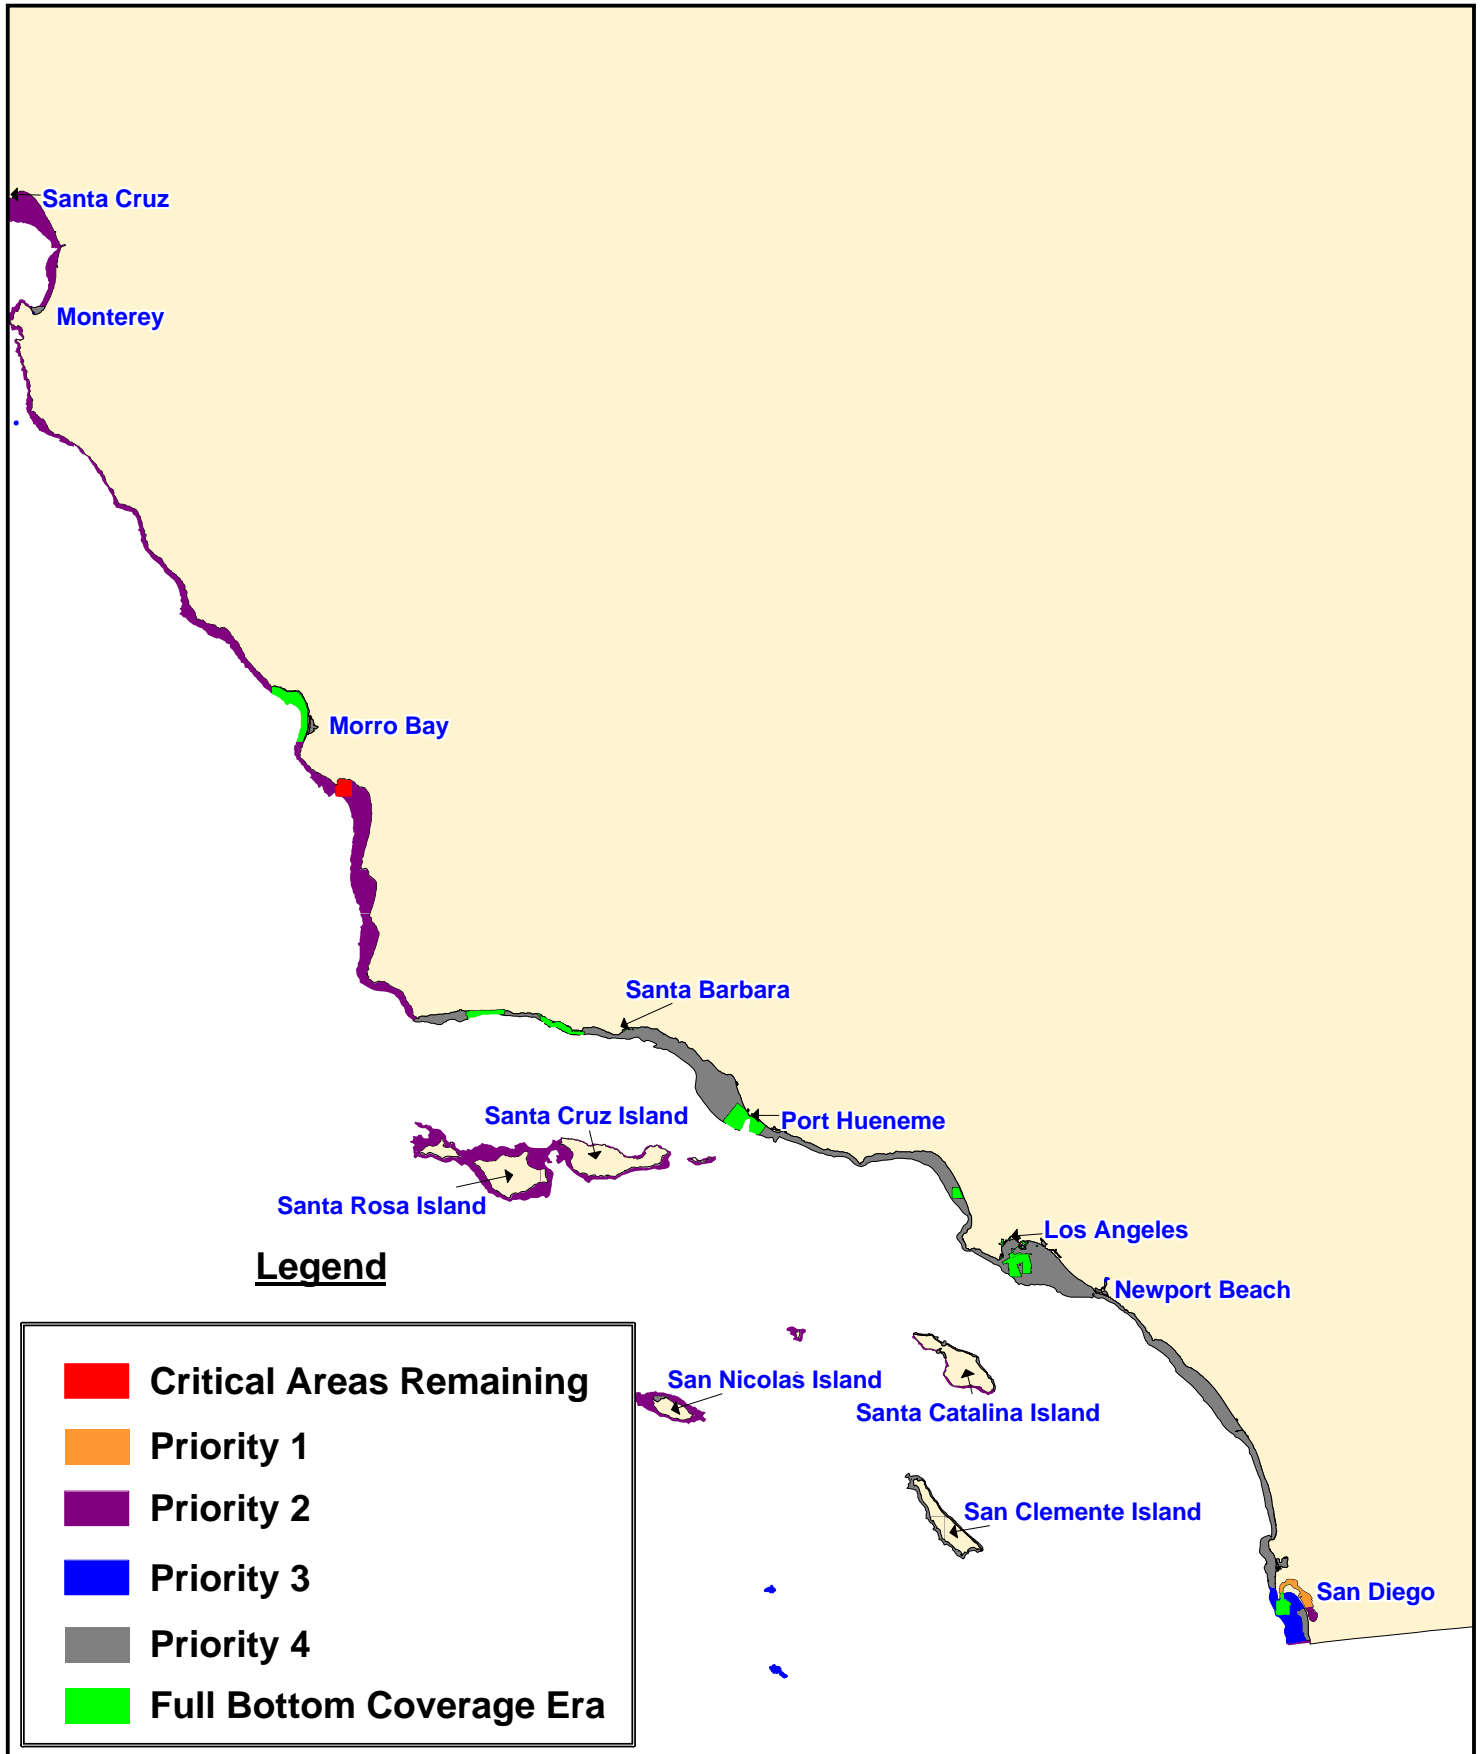 Santa Cruz
Monterey
Morro Bay
Santa Barbara
Santa Cruz Island
Port Hueneme
Santa Rosa Island
Los Angeles
Newport Beach
San Nicolas Island
Santa Catalina Island
San Clemente Island
San Diego
Legend
Critical Areas Remaining
Priority 1
Priority 2
Priority 3
Priority 4
Full Bottom Coverage Era